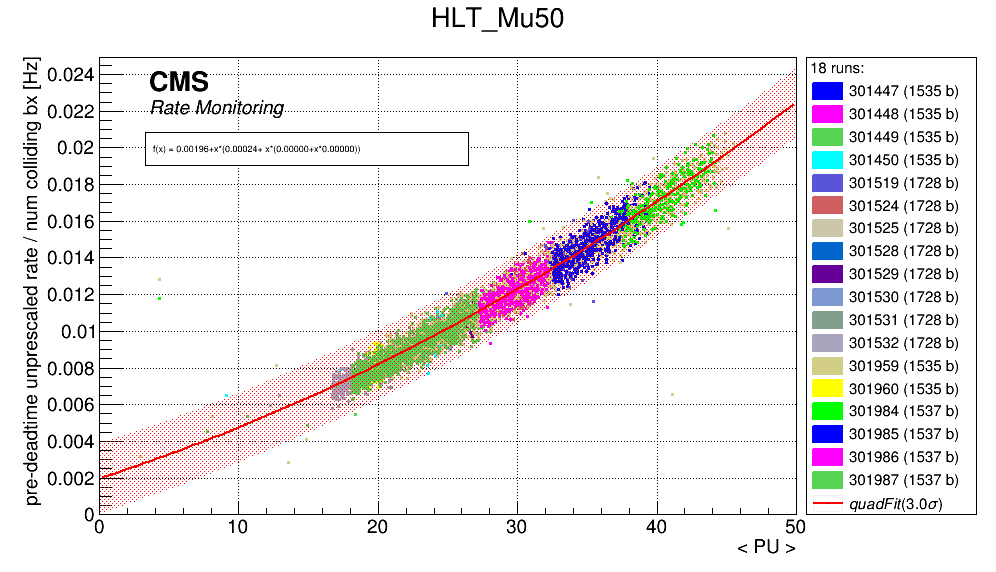 HLT_Mu50
pre-deadtime unprescaled rate / num colliding bx [Hz]
0.024
0.022
0.02
0.018
0.016
0.014
0.012
0.01
0.008
0.006
0.004
0.002
0
CMS
Rate Monitoring
f(x) = 0.00196+x*(0.00024+ x*(0.00000+x*0.00000))
0 10 20 30 40 50
< PU >
18 runs:
301447 (1535 b)
301448 (1535 b)
301449 (1535 b)
301450 (1535 b)
301519 (1728 b)
301524 (1728 b)
301525 (1728 b)
301528 (1728 b)
301529 (1728 b)
301530 (1728 b)
301531 (1728 b)
301532 (1728 b)
301959 (1535 b)
301960 (1535 b)
301984 (1537 b)
301985 (1537 b)
301986 (1537 b)
301987 (1537 b)
quadFit(3.0σ)